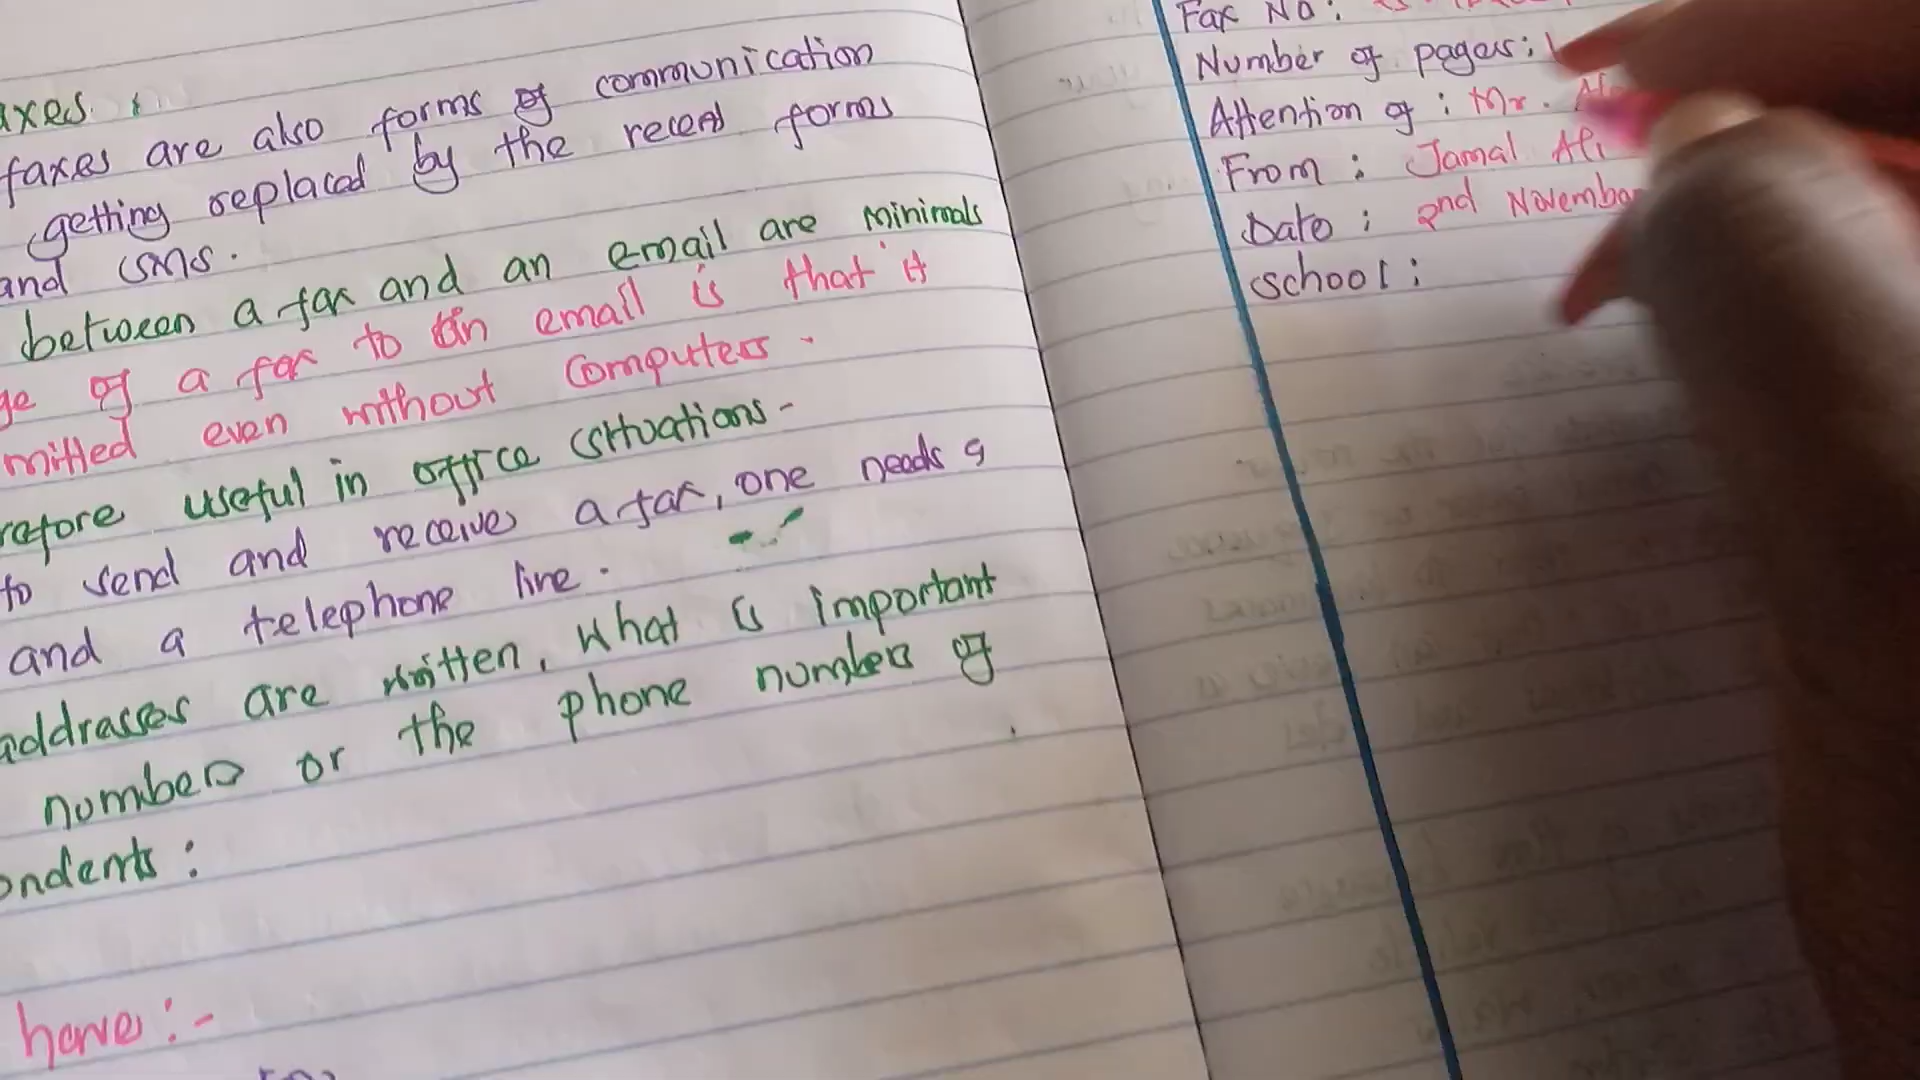 axes.
faxes are also forms of communication
getting replaced by the recent forms
and sms.
between a fax and an email are minimals
ge of a fax to an email is that it
mitted even without computers.
refore useful in office situations-
to send and receive a fax, one needs a
and a telephone line.
addresses are written, what is important
numbers or the phone numbers of
ondents:
have:-
Fax No:
Number of pages:
Attention of: Mr.
From: Jamal Ali
Date: 2nd November
school: